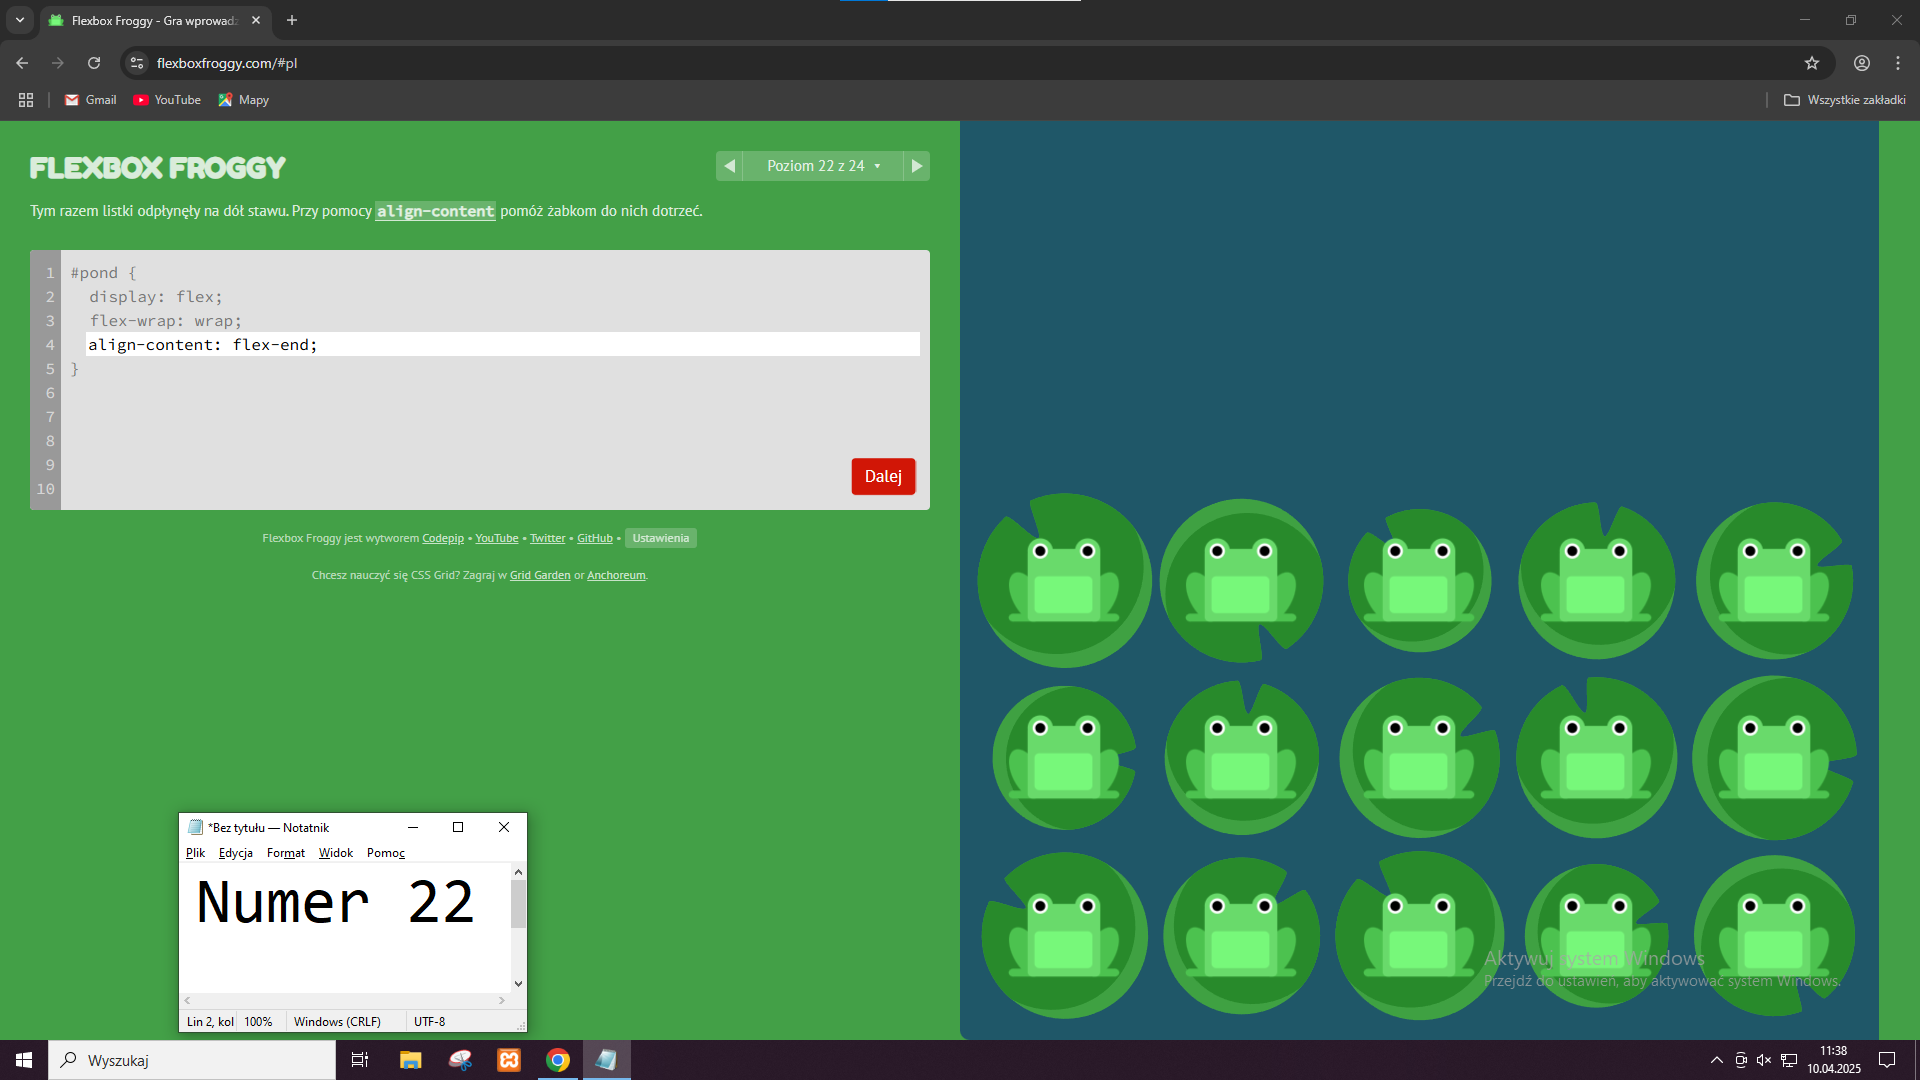 Flexbox Froggy - Gra wprowadz
flexboxfroggy.com/#pl
Gmail
YouTube
Mapy
Wszystkie zakładki
FLEXBOX FROGGY
Poziom 22 z 24
Tym razem listki odpłynęły na dół stawu. Przy pomocy align-content pomóż żabkom do nich dotrzeć.
1 #pond {
2 display: flex;
3 flex-wrap: wrap;
4 align-content: flex-end;
5 }
6
7
8
9
10
Dalej
Flexbox Froggy jest wytworem Codepip • YouTube • Twitter • GitHub • Ustawienia
Chcesz nauczyć się CSS Grid? Zagraj w Grid Garden or Anchoreum.
*Bez tytułu — Notatnik
Plik Edycja Format Widok Pomoc
Numer 22
Lin 2, kol 100% Windows (CRLF) UTF-8
Aktywuj system Windows
Przejdź do ustawień, aby aktywować system Windows.
Wyszukaj
11:38
10.04.2025